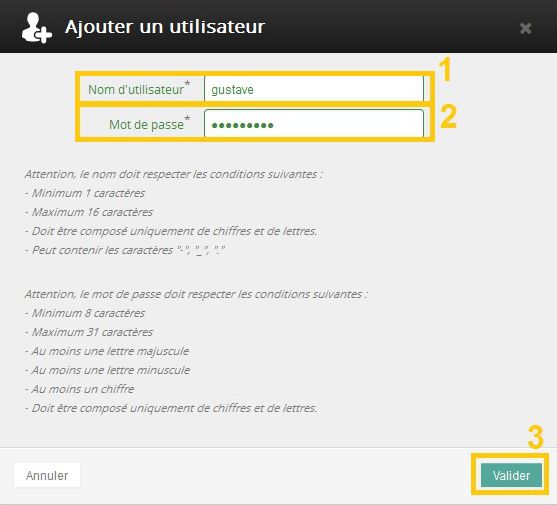 Ajouter un utilisateur ×
1
Nom d'utilisateur* gustave
2
Mot de passe* •••••••••
Attention, le nom doit respecter les conditions suivantes :
- Minimum 1 caractères
- Maximum 16 caractères
- Doit être composé uniquement de chiffres et de lettres.
- Peut contenir les caractères "-", "_", "."
Attention, le mot de passe doit respecter les conditions suivantes :
- Minimum 8 caractères
- Maximum 31 caractères
- Au moins une lettre majuscule
- Au moins une lettre minuscule
- Au moins un chiffre
- Doit être composé uniquement de chiffres et de lettres.
3
Annuler Valider